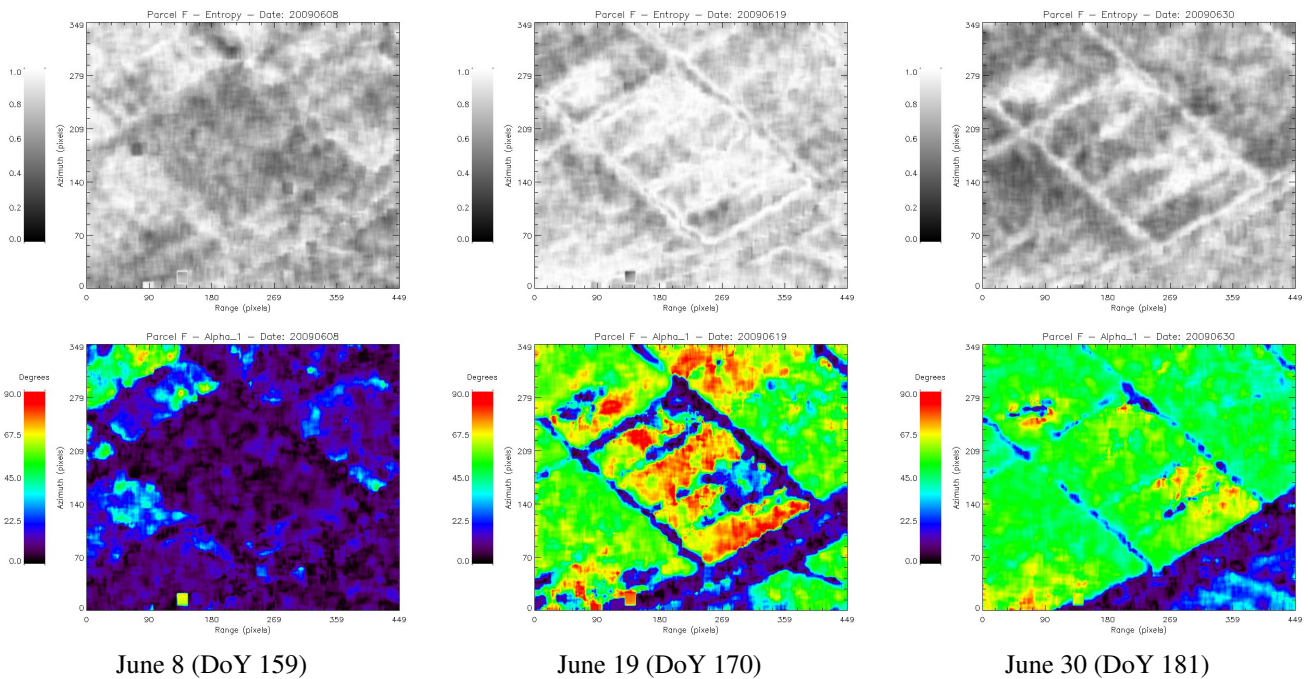 Parcel F − Entropy − Date: 20090608
349
279
209
140
70
0
Azimuth (pixels)
1.0
0.8
0.6
0.4
0.2
0.0
0 90 180 269 359 449
Range (pixels)
Parcel F − Entropy − Date: 20090619
349
279
209
140
70
0
Azimuth (pixels)
1.0
0.8
0.6
0.4
0.2
0.0
0 90 180 269 359 449
Range (pixels)
Parcel F − Entropy − Date: 20090630
349
279
209
140
70
0
Azimuth (pixels)
1.0
0.8
0.6
0.4
0.2
0.0
0 90 180 269 359 449
Range (pixels)
Parcel F − Alpha_1 − Date: 20090608
349
279
209
140
70
0
Azimuth (pixels)
Degrees
90.0
67.5
45.0
22.5
0.0
0 90 180 269 359 449
Range (pixels)
Parcel F − Alpha_1 − Date: 20090619
349
279
209
140
70
0
Azimuth (pixels)
Degrees
90.0
67.5
45.0
22.5
0.0
0 90 180 269 359 449
Range (pixels)
Parcel F − Alpha_1 − Date: 20090630
349
279
209
140
70
0
Azimuth (pixels)
Degrees
90.0
67.5
45.0
22.5
0.0
0 90 180 269 359 449
Range (pixels)
June 8 (DoY 159)
June 19 (DoY 170)
June 30 (DoY 181)